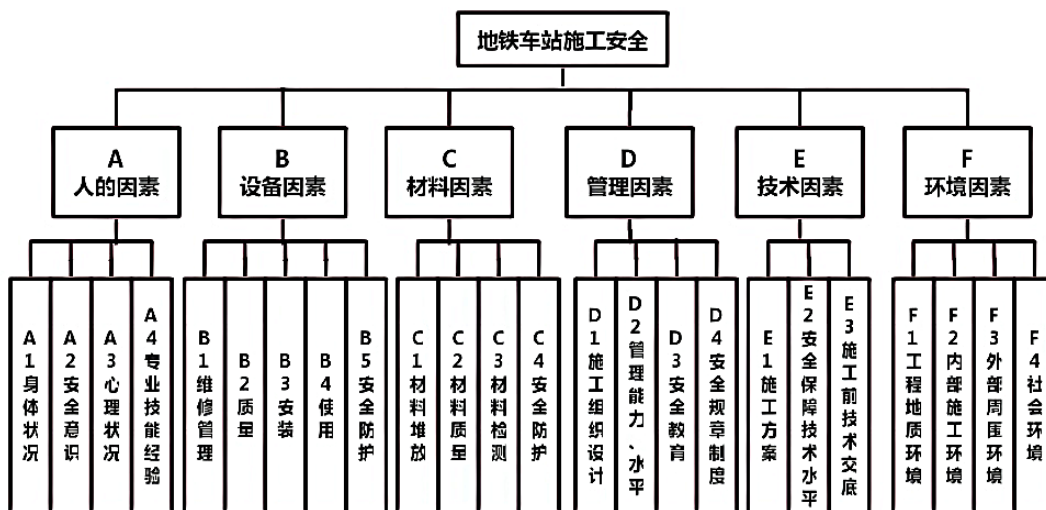 地铁车站施工安全
A
人的因素
B
设备因素
C
材料因素
D
管理因素
E
技术因素
F
环境因素
A1身体状况
A2安全意识
A3心理状况
A4专业技能经验
B1维修管理
B2质量
B3安装
B4使用
B5安全防护
C1材料堆放
C2材料质量
C3材料检测
C4安全防护
D1施工组织设计
D2管理能力、水平
D3安全教育
D4安全规章制度
E1施工方案
E2安全保障技术水平
E3施工前技术交底
F1工程地质环境
F2内部施工环境
F3外部周围环境
F4社会环境